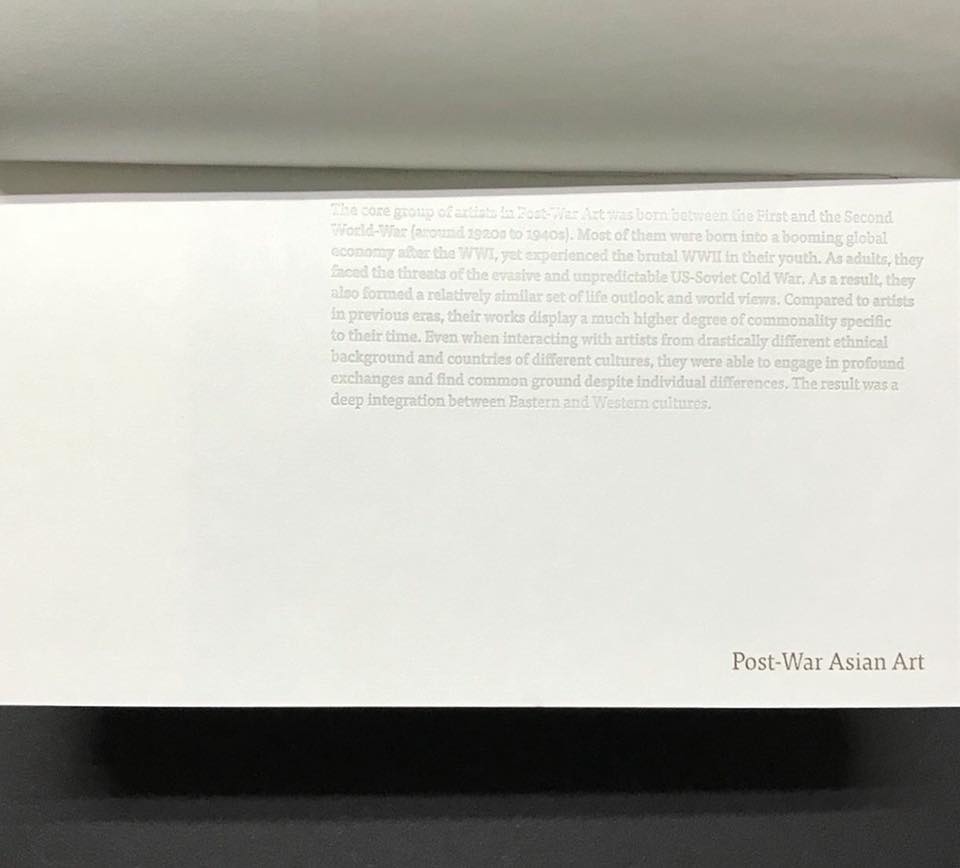 The core group of artists in Post-War Art was born between the First and the Second
World-War (around 1920s to 1940s). Most of them were born into a booming global
economy after the WWI, yet experienced the brutal WWII in their youth. As adults, they
faced the threats of the evasive and unpredictable US-Soviet Cold War. As a result, they
also formed a relatively similar set of life outlook and world views. Compared to artists
in previous eras, their works display a much higher degree of commonality specific
to their time. Even when interacting with artists from drastically different ethnical
background and countries of different cultures, they were able to engage in profound
exchanges and find common ground despite individual differences. The result was a
deep integration between Eastern and Western cultures.
Post-War Asian Art